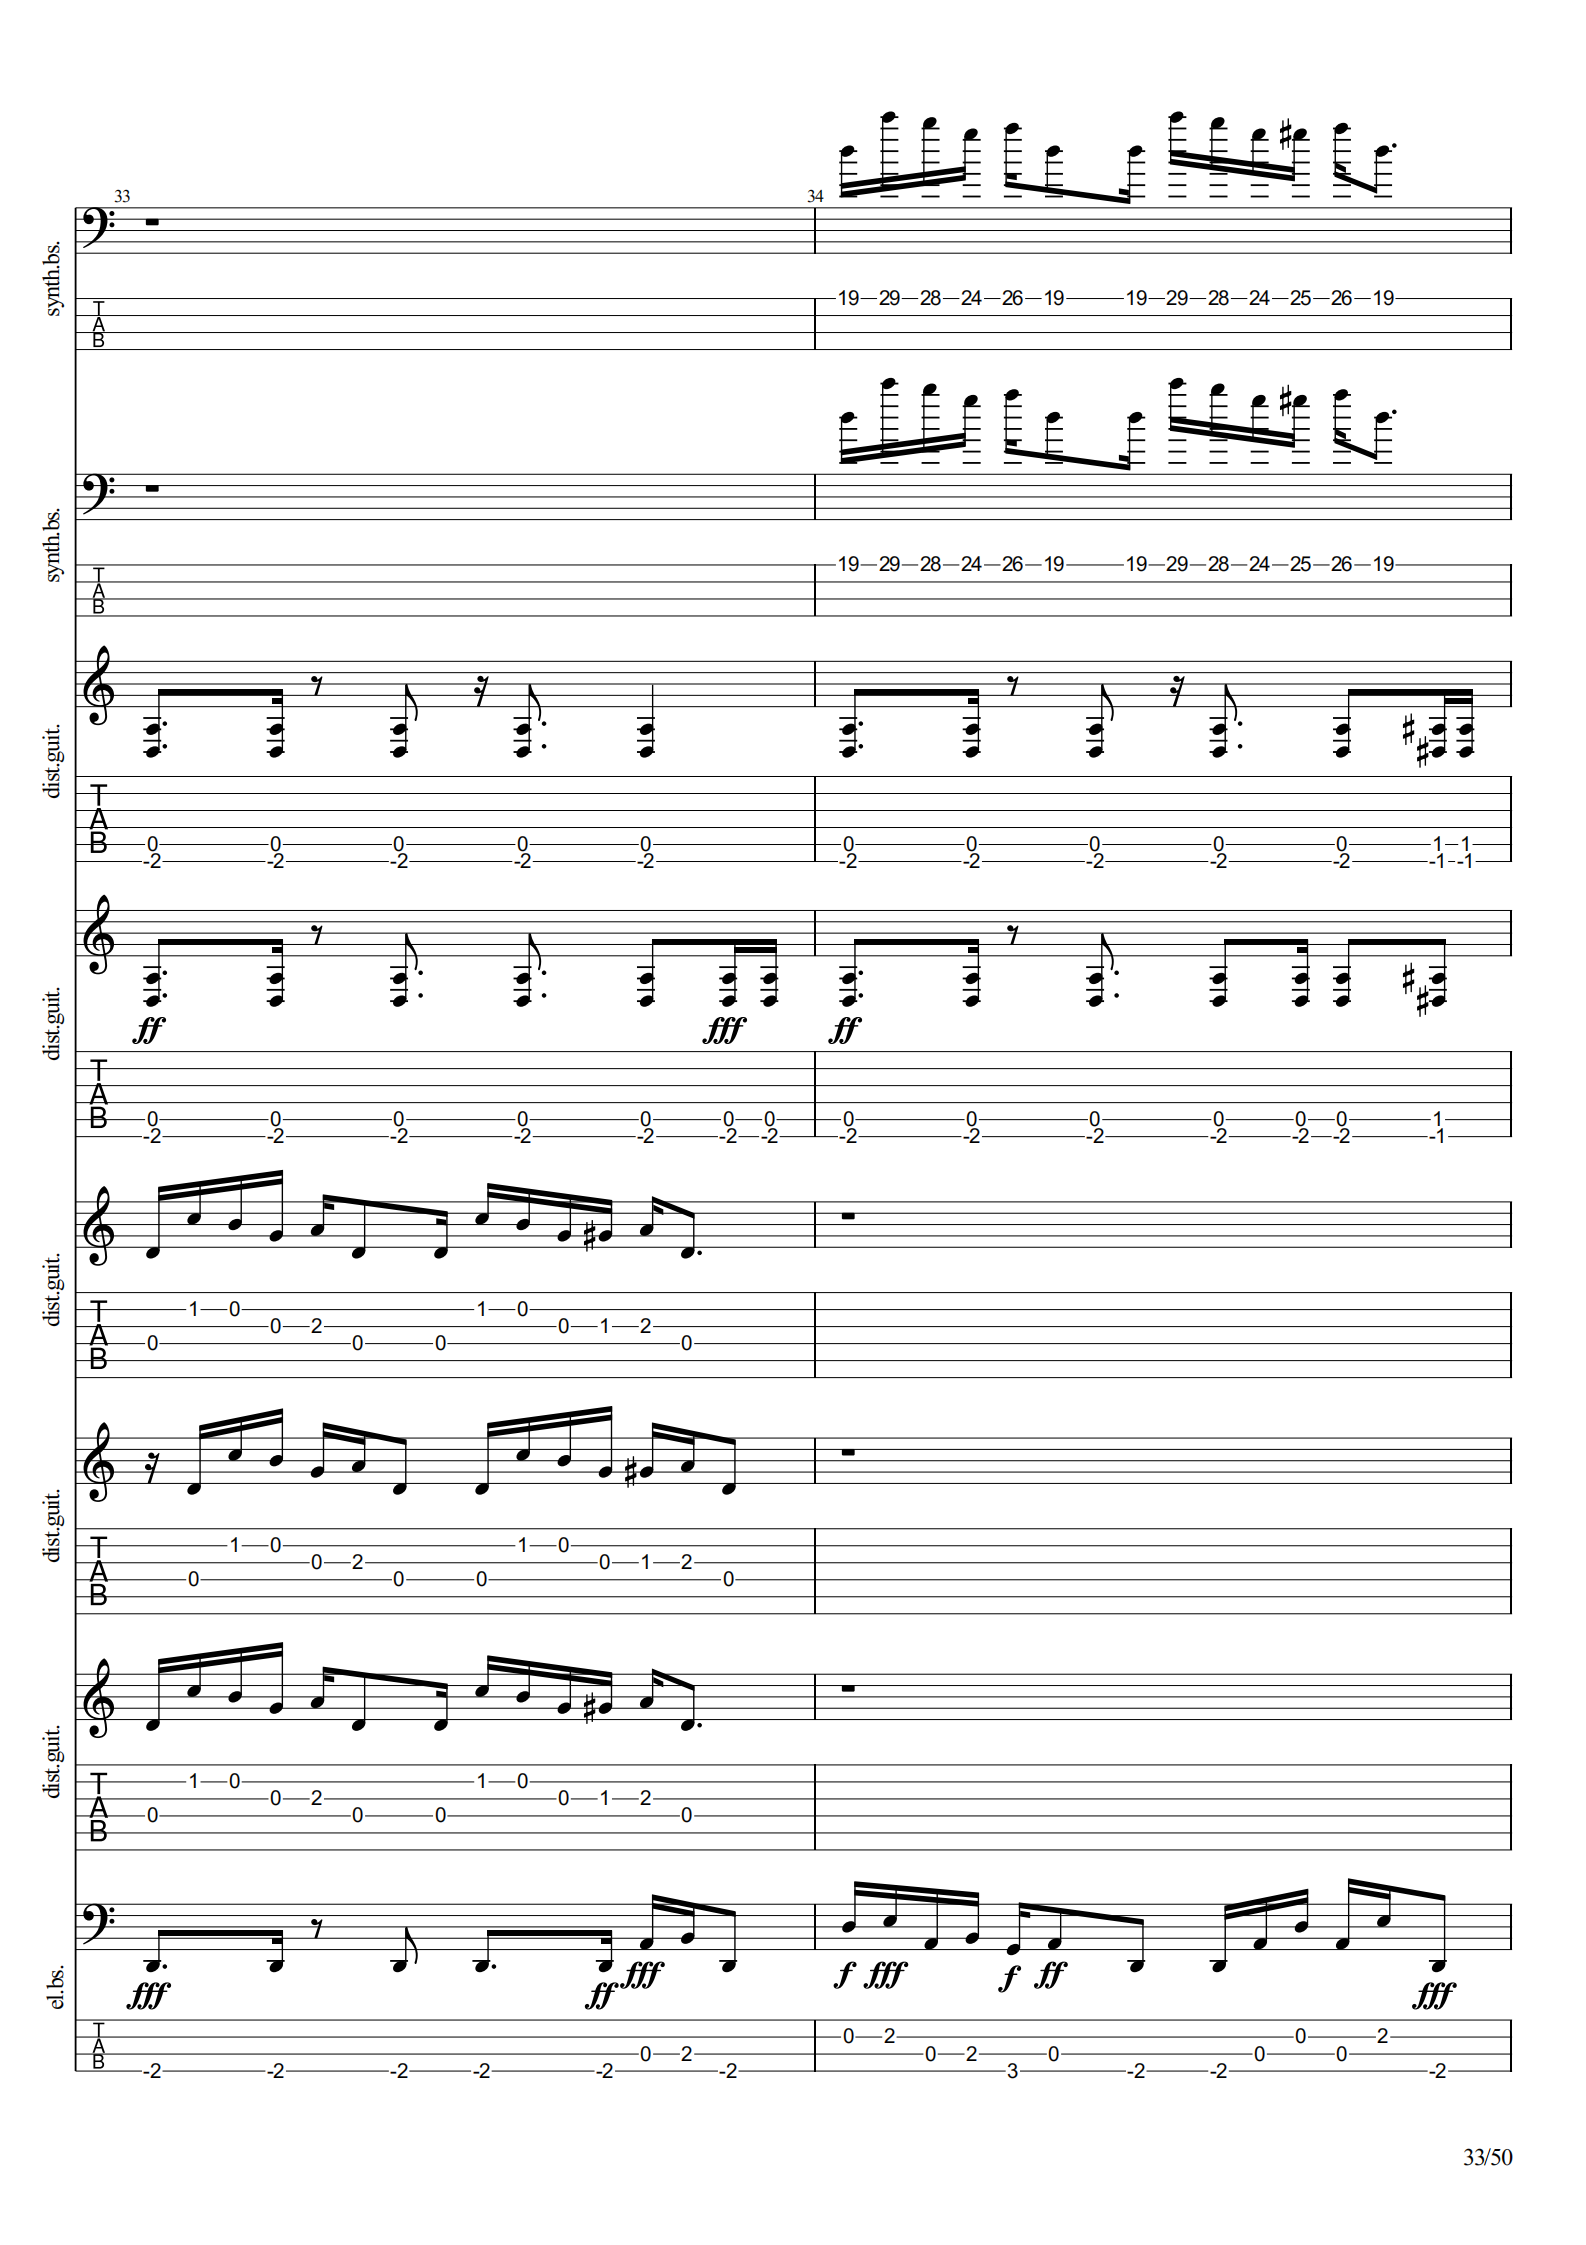 33 34
synth.bs.
T
A
B
19 29 28 24 26 19 19 29 28 24 25 26 19
synth.bs.
T
A
B
19 29 28 24 26 19 19 29 28 24 25 26 19
dist.guit.
T
A
B
0 0 0 0 0 0 0 0 0 0 1 1
-2 -2 -2 -2 -2 -2 -2 -2 -2 -2 -1 -1
dist.guit.
ff fff ff
T
A
B
0 0 0 0 0 0 0 0 0 0 0 0 0 1
-2 -2 -2 -2 -2 -2 -2 -2 -2 -2 -2 -2 -2 -1
dist.guit.
T
A
B
1 0 1 0
0 2 0 1 2
0 0 0 0
dist.guit.
T
A
B
1 0 1 0
0 2 0 1 2
0 0 0 0
dist.guit.
T
A
B
1 0 1 0
0 2 0 1 2
0 0 0 0
el.bs.
fff ff fff f fff f ff fff
T
A
B
0 2 0 2
0 2 0 2 0 0 0
-2 -2 -2 -2 -2 -2 3 -2 -2 -2
33/50